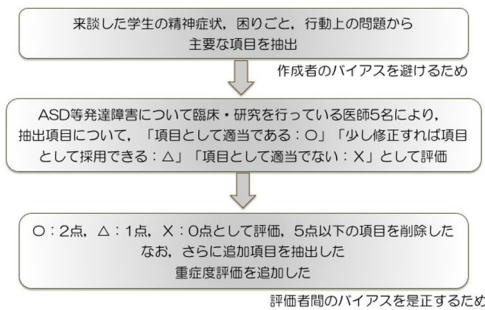 来談した学生の精神症状，困りごと，行動上の問題から
主要な項目を抽出
作成者のバイアスを避けるため
ASD等発達障害について臨床・研究を行っている医師5名により，
抽出項目について，「項目として適当である：○」「少し修正すれば項目
として採用できる：△」「項目として適当でない：X」として評価
○：2点，△：1点，X：0点として評価，5点以下の項目を削除した
なお，さらに追加項目を抽出した
重症度評価を追加した
評価者間のバイアスを是正するため